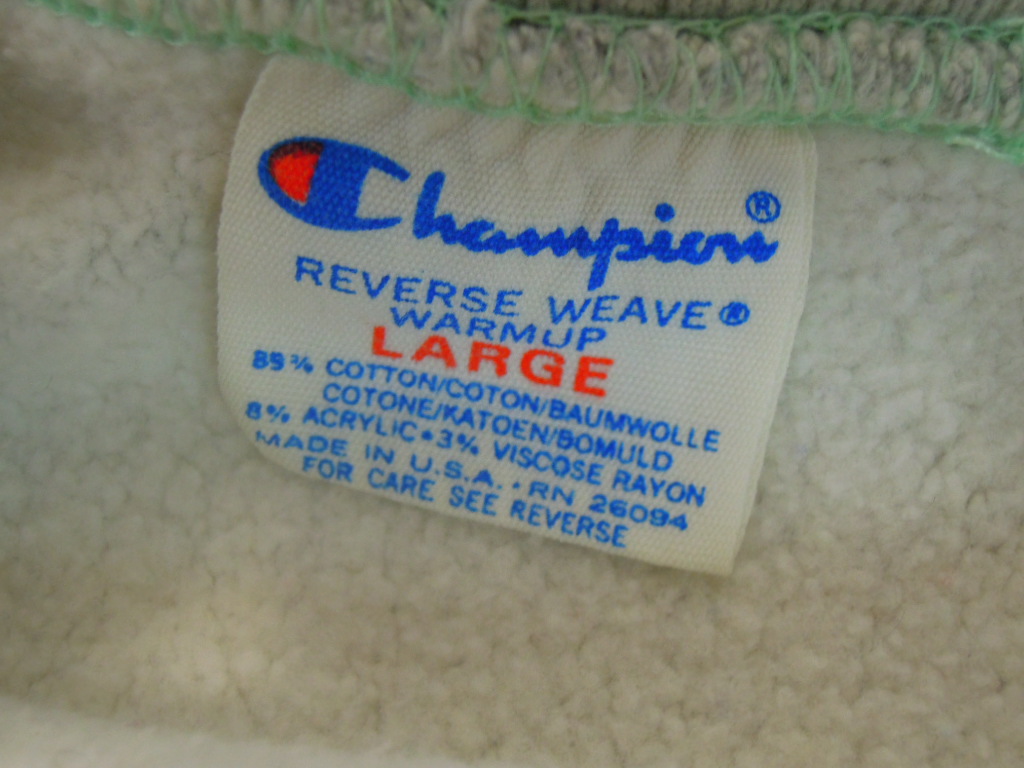 Champion®
REVERSE WEAVE®
WARMUP
LARGE
89% COTTON/COTON/BAUMWOLLE
COTONE/KATOEN/BOMULD
8% ACRYLIC•3% VISCOSE RAYON
MADE IN U.S.A. · RN 26094
FOR CARE SEE REVERSE